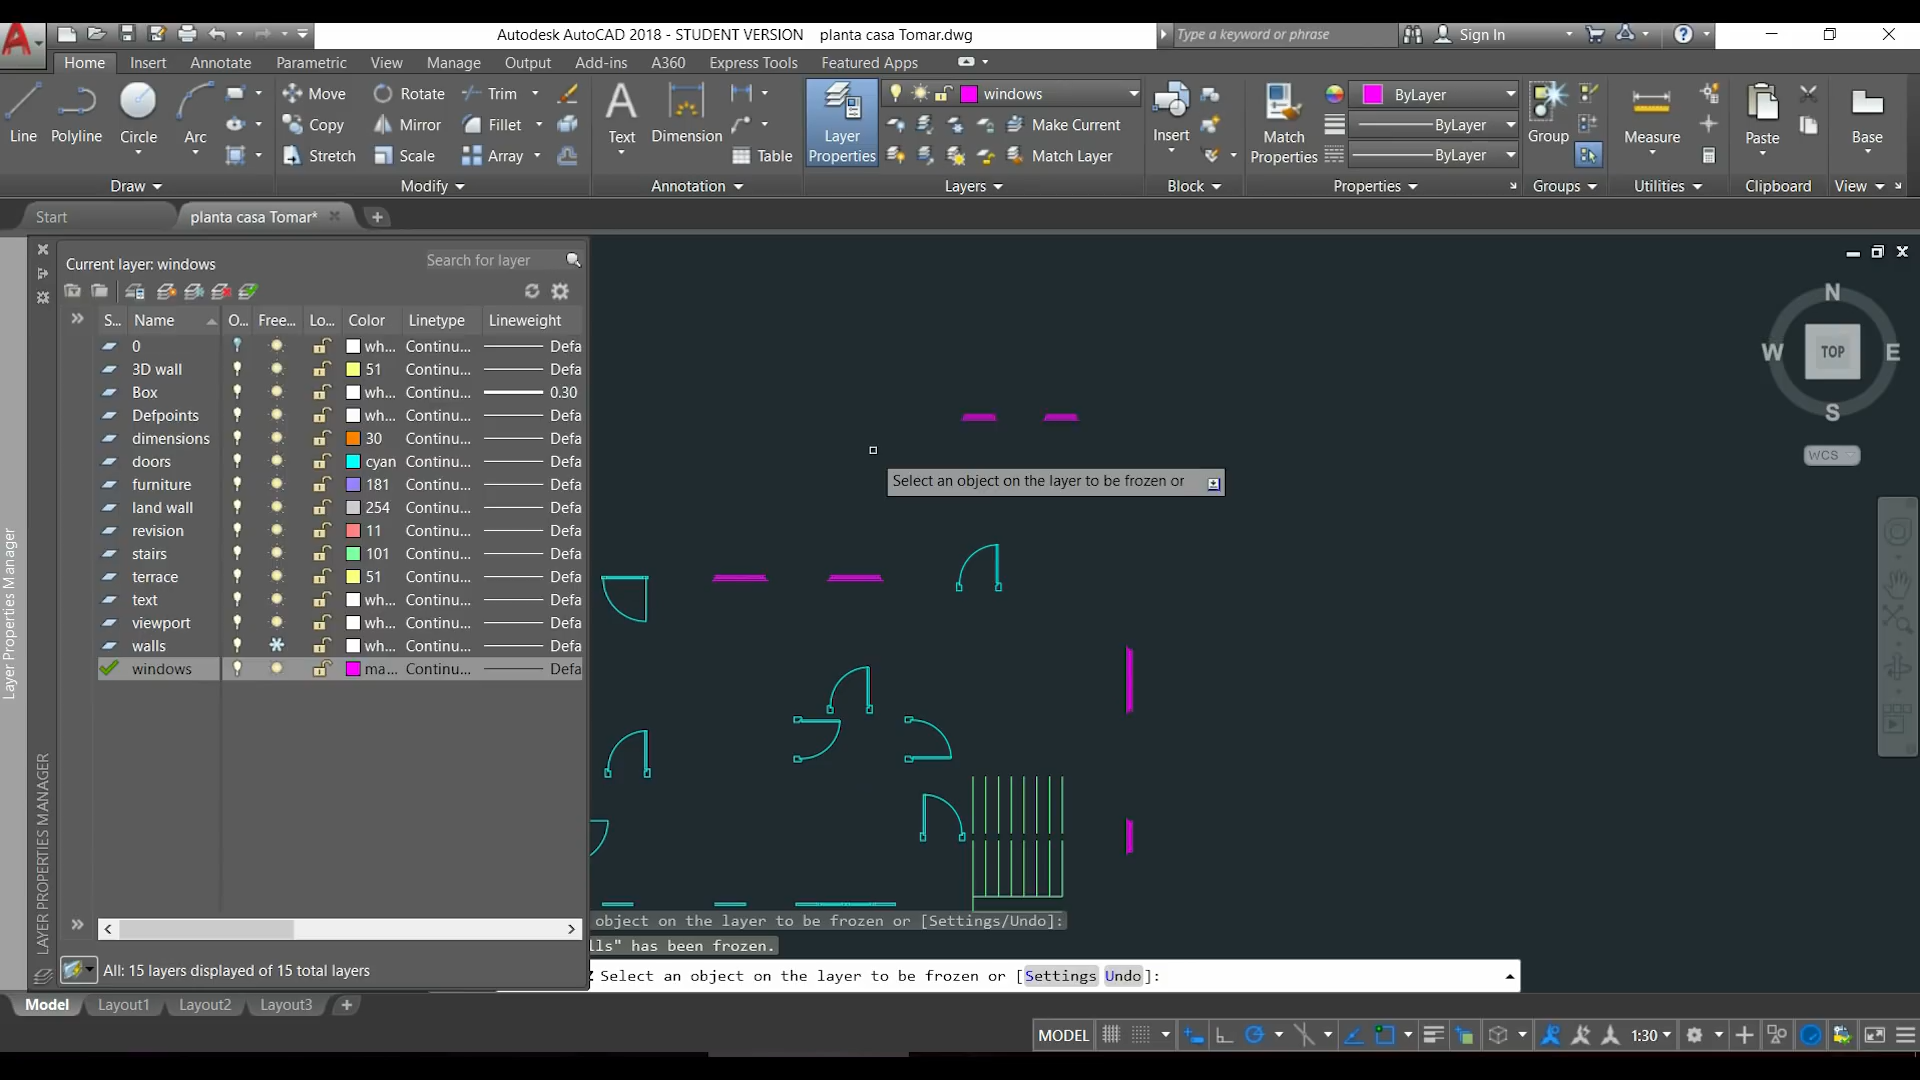 Autodesk AutoCAD 2018 - STUDENT VERSION planta casa Tomar.dwg
Type a keyword or phrase
Sign In
Home Insert Annotate Parametric View Manage Output Add-ins A360 Express Tools Featured Apps
Line Polyline Circle Arc
Move Rotate Trim
Copy Mirror Fillet
Stretch Scale Array
Text Dimension Table
Layer Properties
windows
Make Current
Match Layer
Insert
Match Properties
ByLayer
ByLayer
ByLayer
Group
Measure
Paste
Base
Draw Modify Annotation Layers Block Properties Groups Utilities Clipboard View
Start planta casa Tomar*
Current layer: windows
Search for layer
S... Name O... Free... Lo... Color Linetype Lineweight
0 wh... Continu... Defa
3D wall 51 Continu... Defa
Box wh... Continu... 0.30
Defpoints wh... Continu... Defa
dimensions 30 Continu... Defa
doors cyan Continu... Defa
furniture 181 Continu... Defa
land wall 254 Continu... Defa
revision 11 Continu... Defa
stairs 101 Continu... Defa
terrace 51 Continu... Defa
text wh... Continu... Defa
viewport wh... Continu... Defa
walls wh... Continu... Defa
windows ma... Continu... Defa
Layer Properties Manager
LAYER PROPERTIES MANAGER
All: 15 layers displayed of 15 total layers
N
W TOP E
S
WCS
Select an object on the layer to be frozen or
object on the layer to be frozen or [Settings/Undo]:
lls" has been frozen.
Select an object on the layer to be frozen or [Settings Undo]:
Model Layout1 Layout2 Layout3
MODEL 1:30